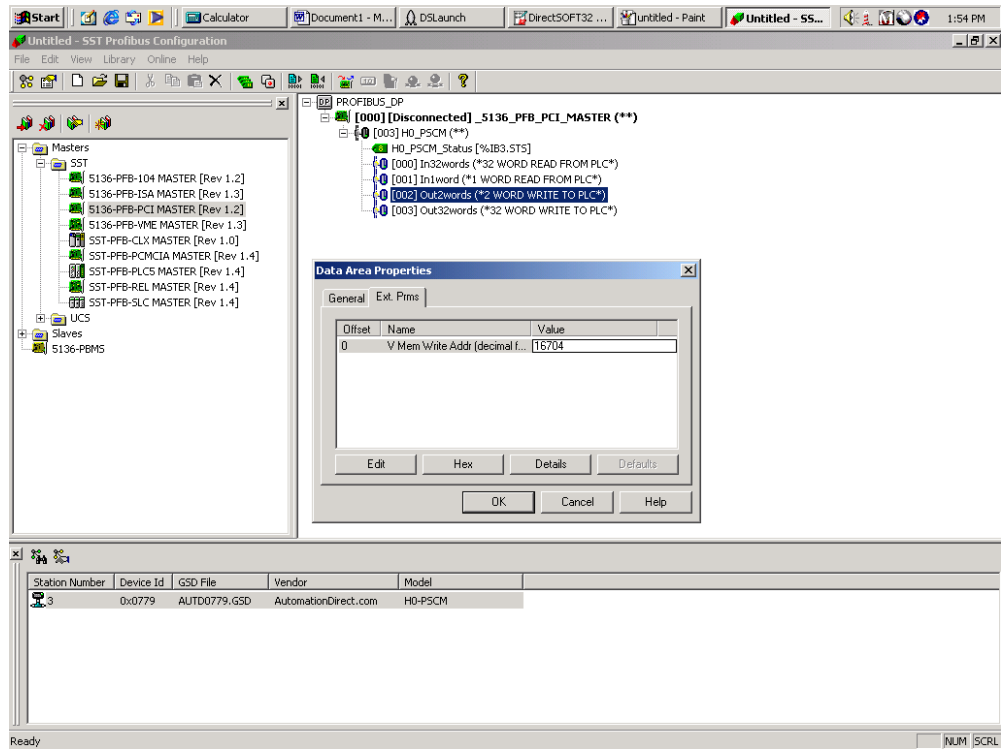 Start Calculator Document1 - M... DSLaunch DirectSOFT32 ... untitled - Paint Untitled - SS... 1:54 PM
Untitled - SST Profibus Configuration
File Edit View Library Online Help
PROFIBUS_DP
[000] [Disconnected] _5136_PFB_PCI_MASTER (**)
[003] H0_PSCM (**)
H0_PSCM_Status [%IB3.STS]
[000] In32words (*32 WORD READ FROM PLC*)
[001] In1word (*1 WORD READ FROM PLC*)
[002] Out2words (*2 WORD WRITE TO PLC*)
[003] Out32words (*32 WORD WRITE TO PLC*)
Masters
SST
5136-PFB-104 MASTER [Rev 1.2]
5136-PFB-ISA MASTER [Rev 1.3]
5136-PFB-PCI MASTER [Rev 1.2]
5136-PFB-VME MASTER [Rev 1.3]
SST-PFB-CLX MASTER [Rev 1.0]
SST-PFB-PCMCIA MASTER [Rev 1.4]
SST-PFB-PLC5 MASTER [Rev 1.4]
SST-PFB-REL MASTER [Rev 1.4]
SST-PFB-SLC MASTER [Rev 1.4]
UCS
Slaves
5136-PBMS
Data Area Properties
General Ext. Prms
Offset Name Value
0 V Mem Write Addr (decimal f... 16704
Edit Hex Details Defaults
OK Cancel Help
Station Number Device Id GSD File Vendor Model
3 0x0779 AUTD0779.GSD AutomationDirect.com H0-PSCM
Ready NUM SCRL